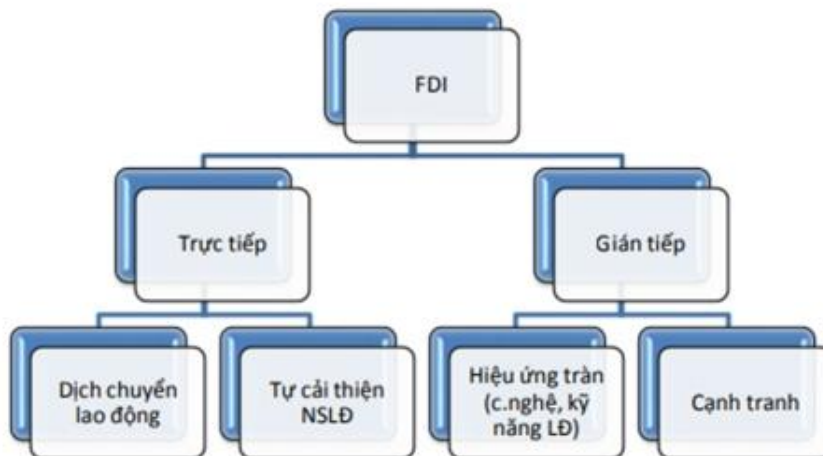 FDI
Trực tiếp
Gián tiếp
Dịch chuyển
lao động
Tự cải thiện
NSLĐ
Hiệu ứng tràn
(c.nghệ, kỹ
năng LĐ)
Cạnh tranh